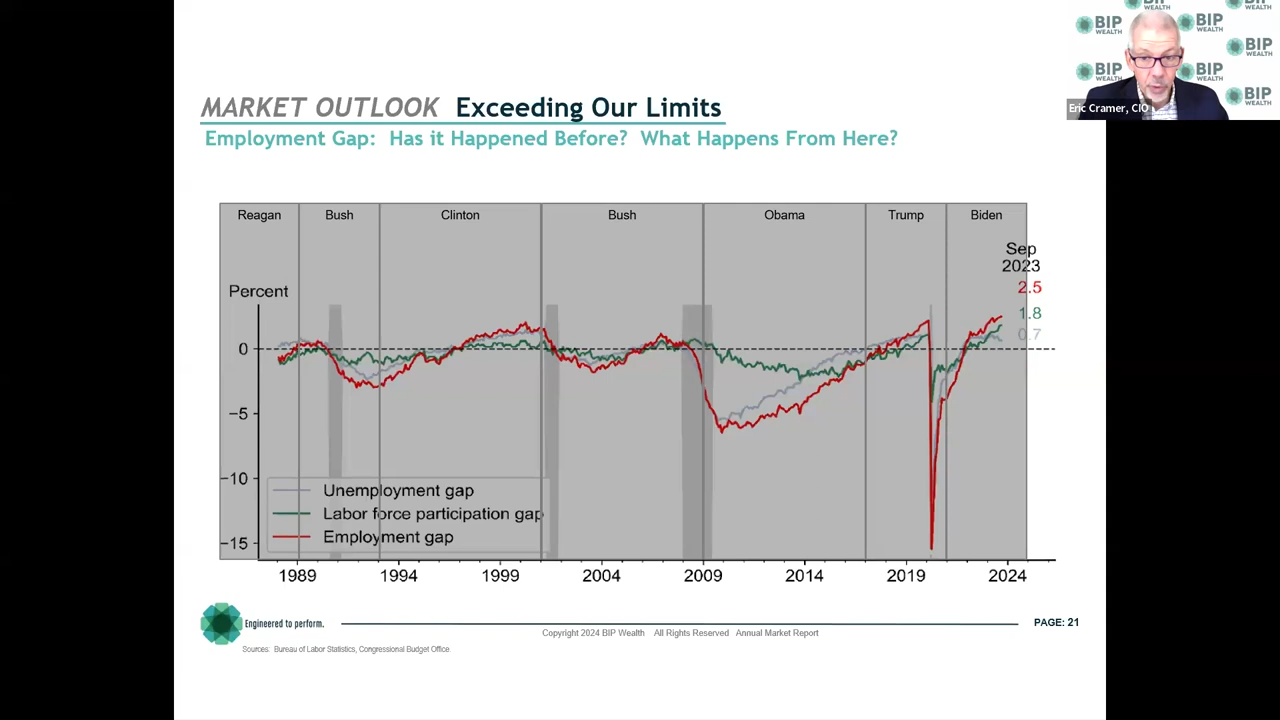 BIP
WEALTH
BIP
WEALTH
BIP
WEALTH
BIP
WEALTH
BIP
WEALTH
BIP
WEALTH
Eric Cramer, CIO
MARKET OUTLOOK Exceeding Our Limits
Employment Gap: Has it Happened Before? What Happens From Here?
Reagan Bush Clinton Bush Obama Trump Biden
Sep
2023
Percent
2.5
1.8
0.7
0
−5
−10
−15
Unemployment gap
Labor force participation gap
Employment gap
1989 1994 1999 2004 2009 2014 2019 2024
Engineered to perform.
PAGE: 21
Copyright 2024 BIP Wealth All Rights Reserved Annual Market Report
Sources: Bureau of Labor Statistics, Congressional Budget Office.